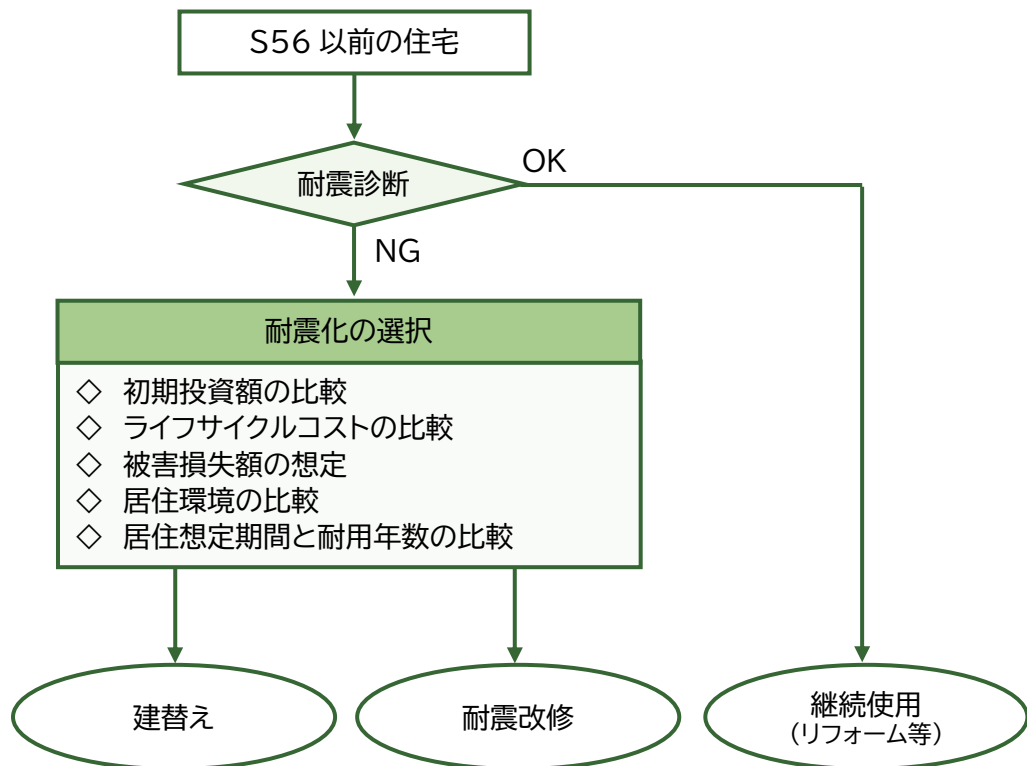 S56 以前の住宅
耐震診断
OK
NG
耐震化の選択
◇ 初期投資額の比較
◇ ライフサイクルコストの比較
◇ 被害損失額の想定
◇ 居住環境の比較
◇ 居住想定期間と耐用年数の比較
建替え
耐震改修
継続使用
(リフォーム等)